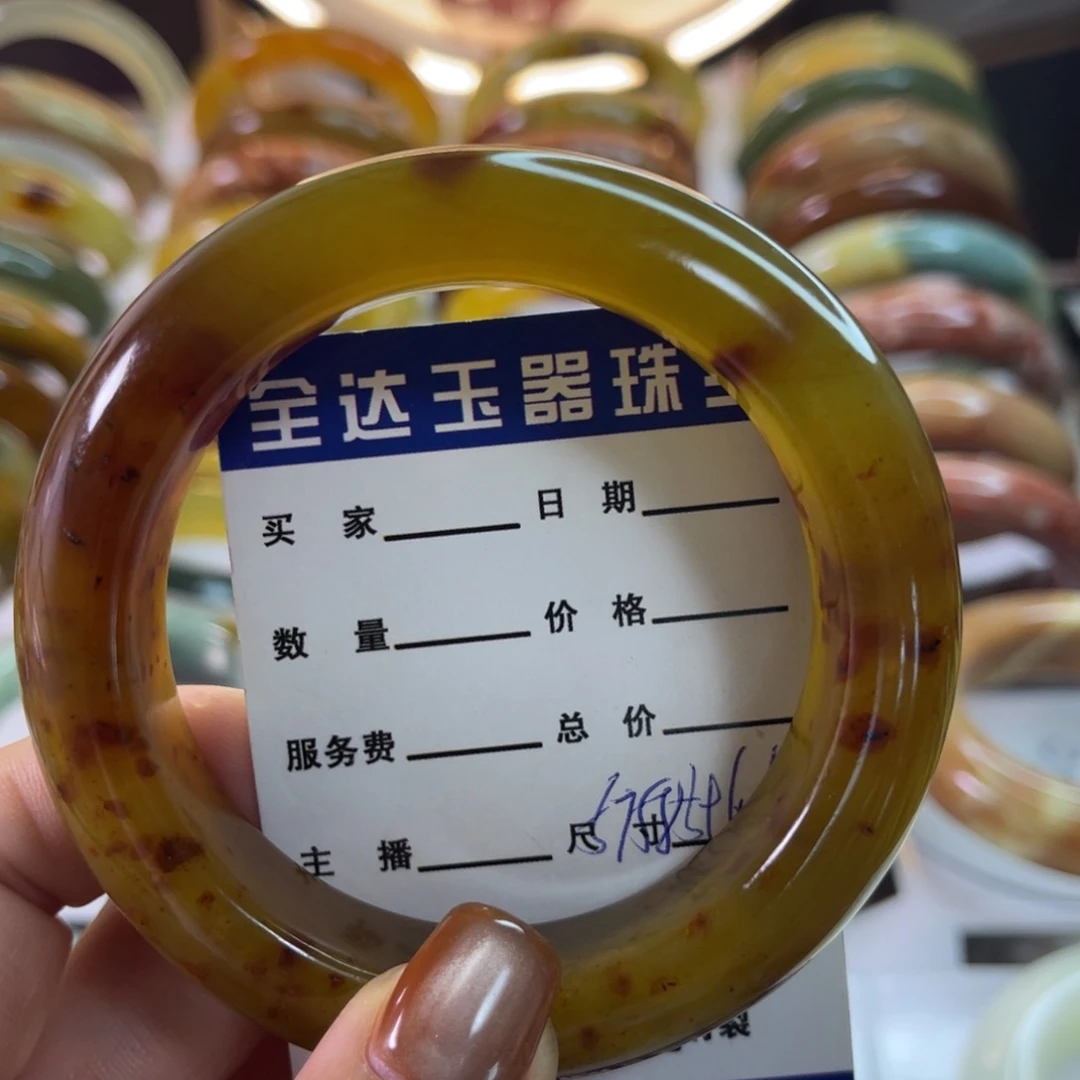 全达玉器珠
买 家 日 期
数 量 价 格
服务费 总 价
主 播 尺 寸